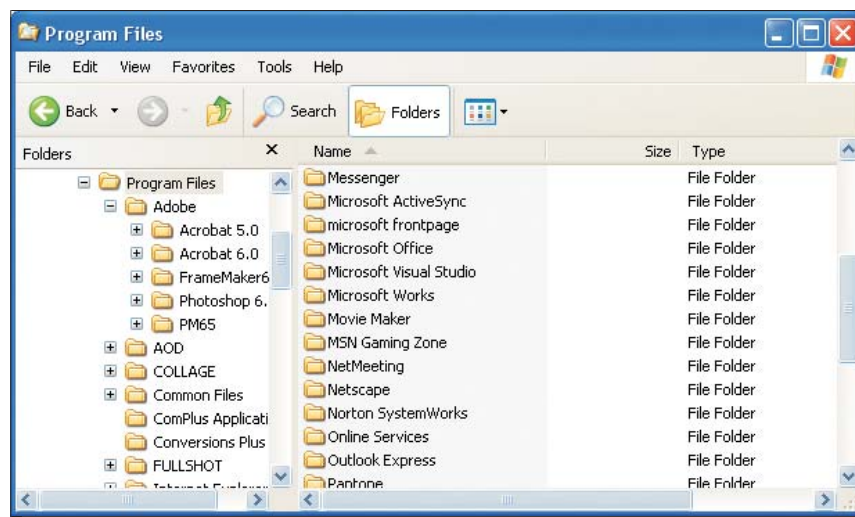 Program Files
File Edit View Favorites Tools Help
Back Search Folders
Folders
Program Files
Adobe
Acrobat 5.0
Acrobat 6.0
FrameMaker6
Photoshop 6.
PM65
AOD
COLLAGE
Common Files
ComPlus Applicati
Conversions Plus
FULLSHOT
Name Size Type
Messenger File Folder
Microsoft ActiveSync File Folder
microsoft frontpage File Folder
Microsoft Office File Folder
Microsoft Visual Studio File Folder
Microsoft Works File Folder
Movie Maker File Folder
MSN Gaming Zone File Folder
NetMeeting File Folder
Netscape File Folder
Norton SystemWorks File Folder
Online Services File Folder
Outlook Express File Folder
Pantone File Folder